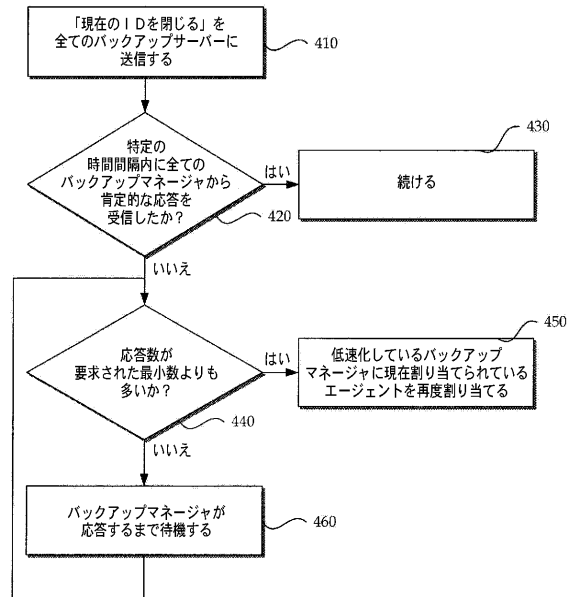 「現在のIDを閉じる」を
全てのバックアップサーバーに
送信する
410
特定の
時間間隔内に全ての
バックアップマネージャから
肯定的な応答を
受信したか？
420
はい
続ける
430
いいえ
応答数が
要求された最小数よりも
多いか？
440
はい
低速化しているバックアップ
マネージャに現在割り当てられている
エージェントを再度割り当てる
450
いいえ
バックアップマネージャが
応答するまで待機する
460